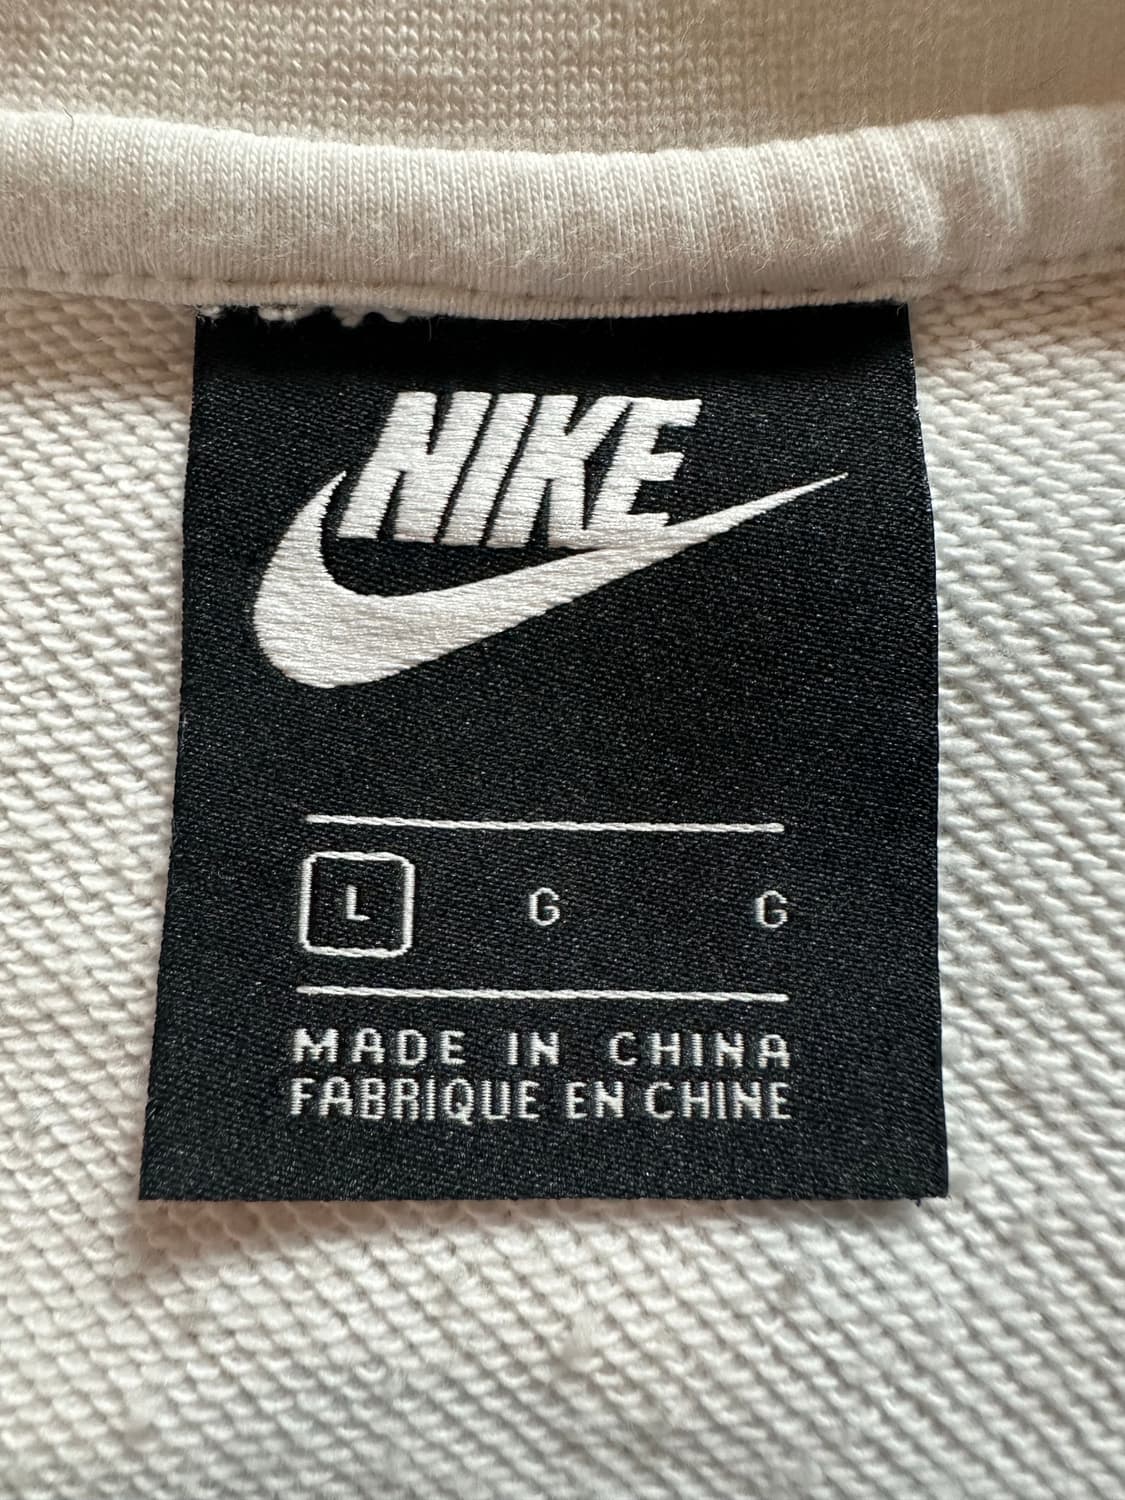 NIKE
L G G
MADE IN CHINA
FABRIQUE EN CHINE